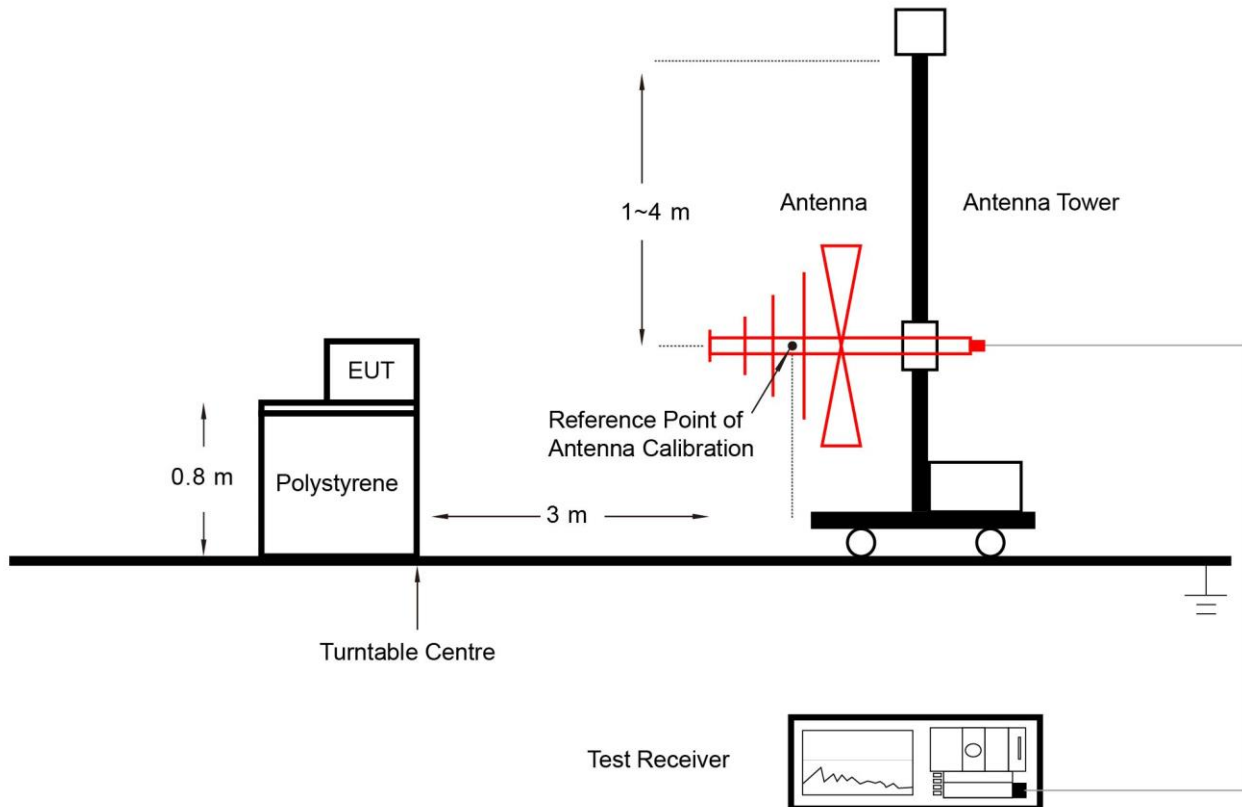 1~4 m
Antenna
Antenna Tower
EUT
Reference Point of
Antenna Calibration
0.8 m
Polystyrene
3 m
Turntable Centre
Test Receiver